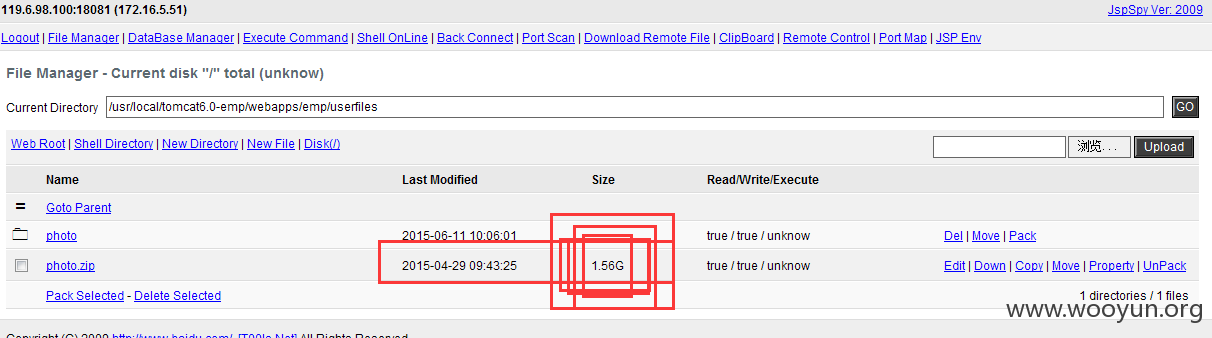 119.6.98.100:18081 (172.16.5.51) JspSpy Ver: 2009
Logout | File Manager | DataBase Manager | Execute Command | Shell OnLine | Back Connect | Port Scan | Download Remote File | ClipBoard | Remote Control | Port Map | JSP Env
File Manager - Current disk "/" total (unknow)
Current Directory /usr/local/tomcat6.0-emp/webapps/emp/userfiles GO
Web Root | Shell Directory | New Directory | New File | Disk(/) 浏览... Upload
Name Last Modified Size Read/Write/Execute
= Goto Parent
photo 2015-06-11 10:06:01 true / true / unknow Del | Move | Pack
photo.zip 2015-04-29 09:43:25 1.56G true / true / unknow Edit | Down | Copy | Move | Property | UnPack
Pack Selected - Delete Selected 1 directories / 1 files
www.wooyun.org
Copyright (C) 2009 http://www.baidu.com/ All Rights Reserved